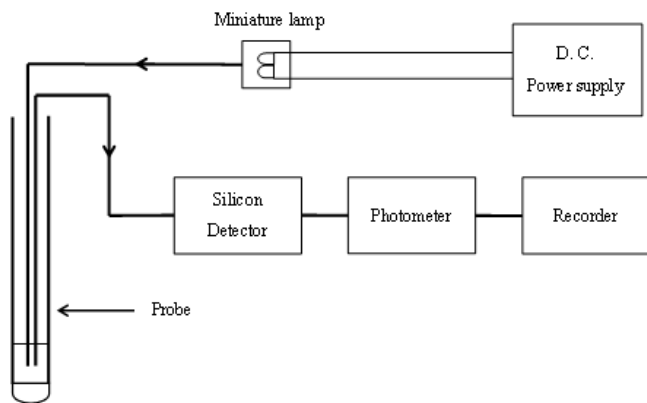 Miniature lamp
D. C.
Power supply
Silicon
Detector
Photometer
Recorder
Probe